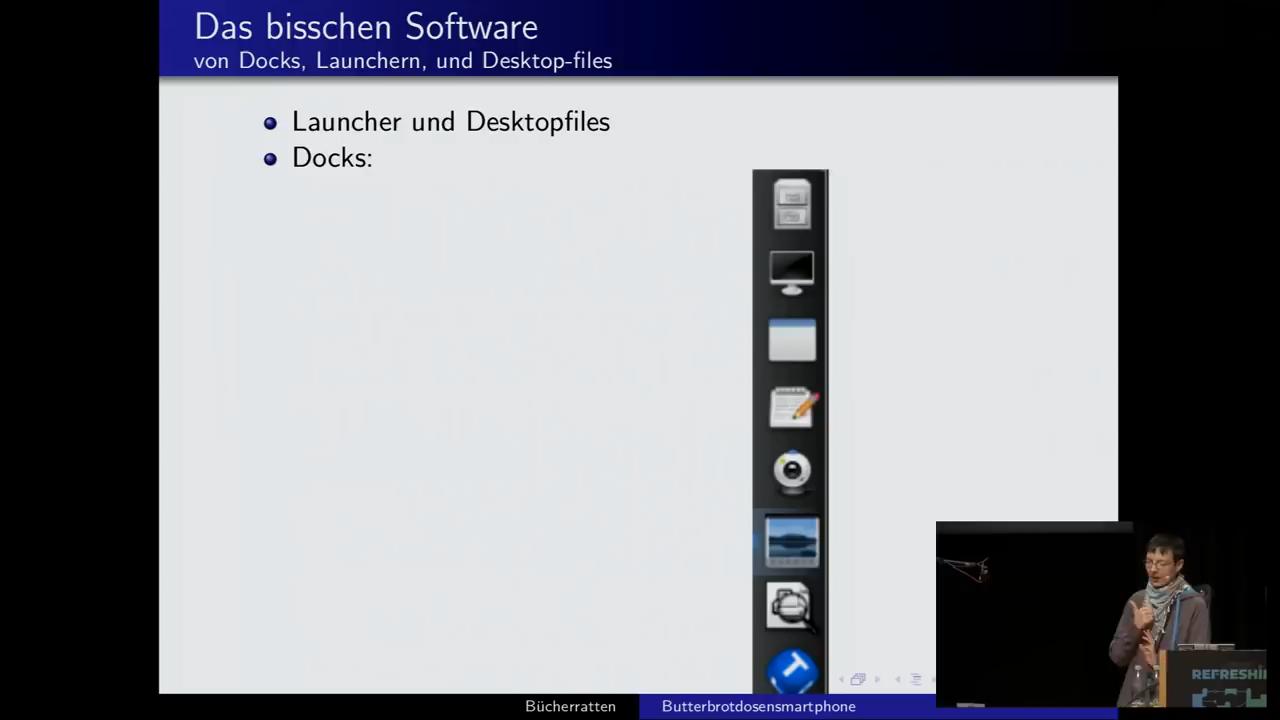 Das bisschen Software
von Docks, Launchern, und Desktop-files
Launcher und Desktopfiles
Docks:
Bücherratten
Butterbrotdosensmartphone